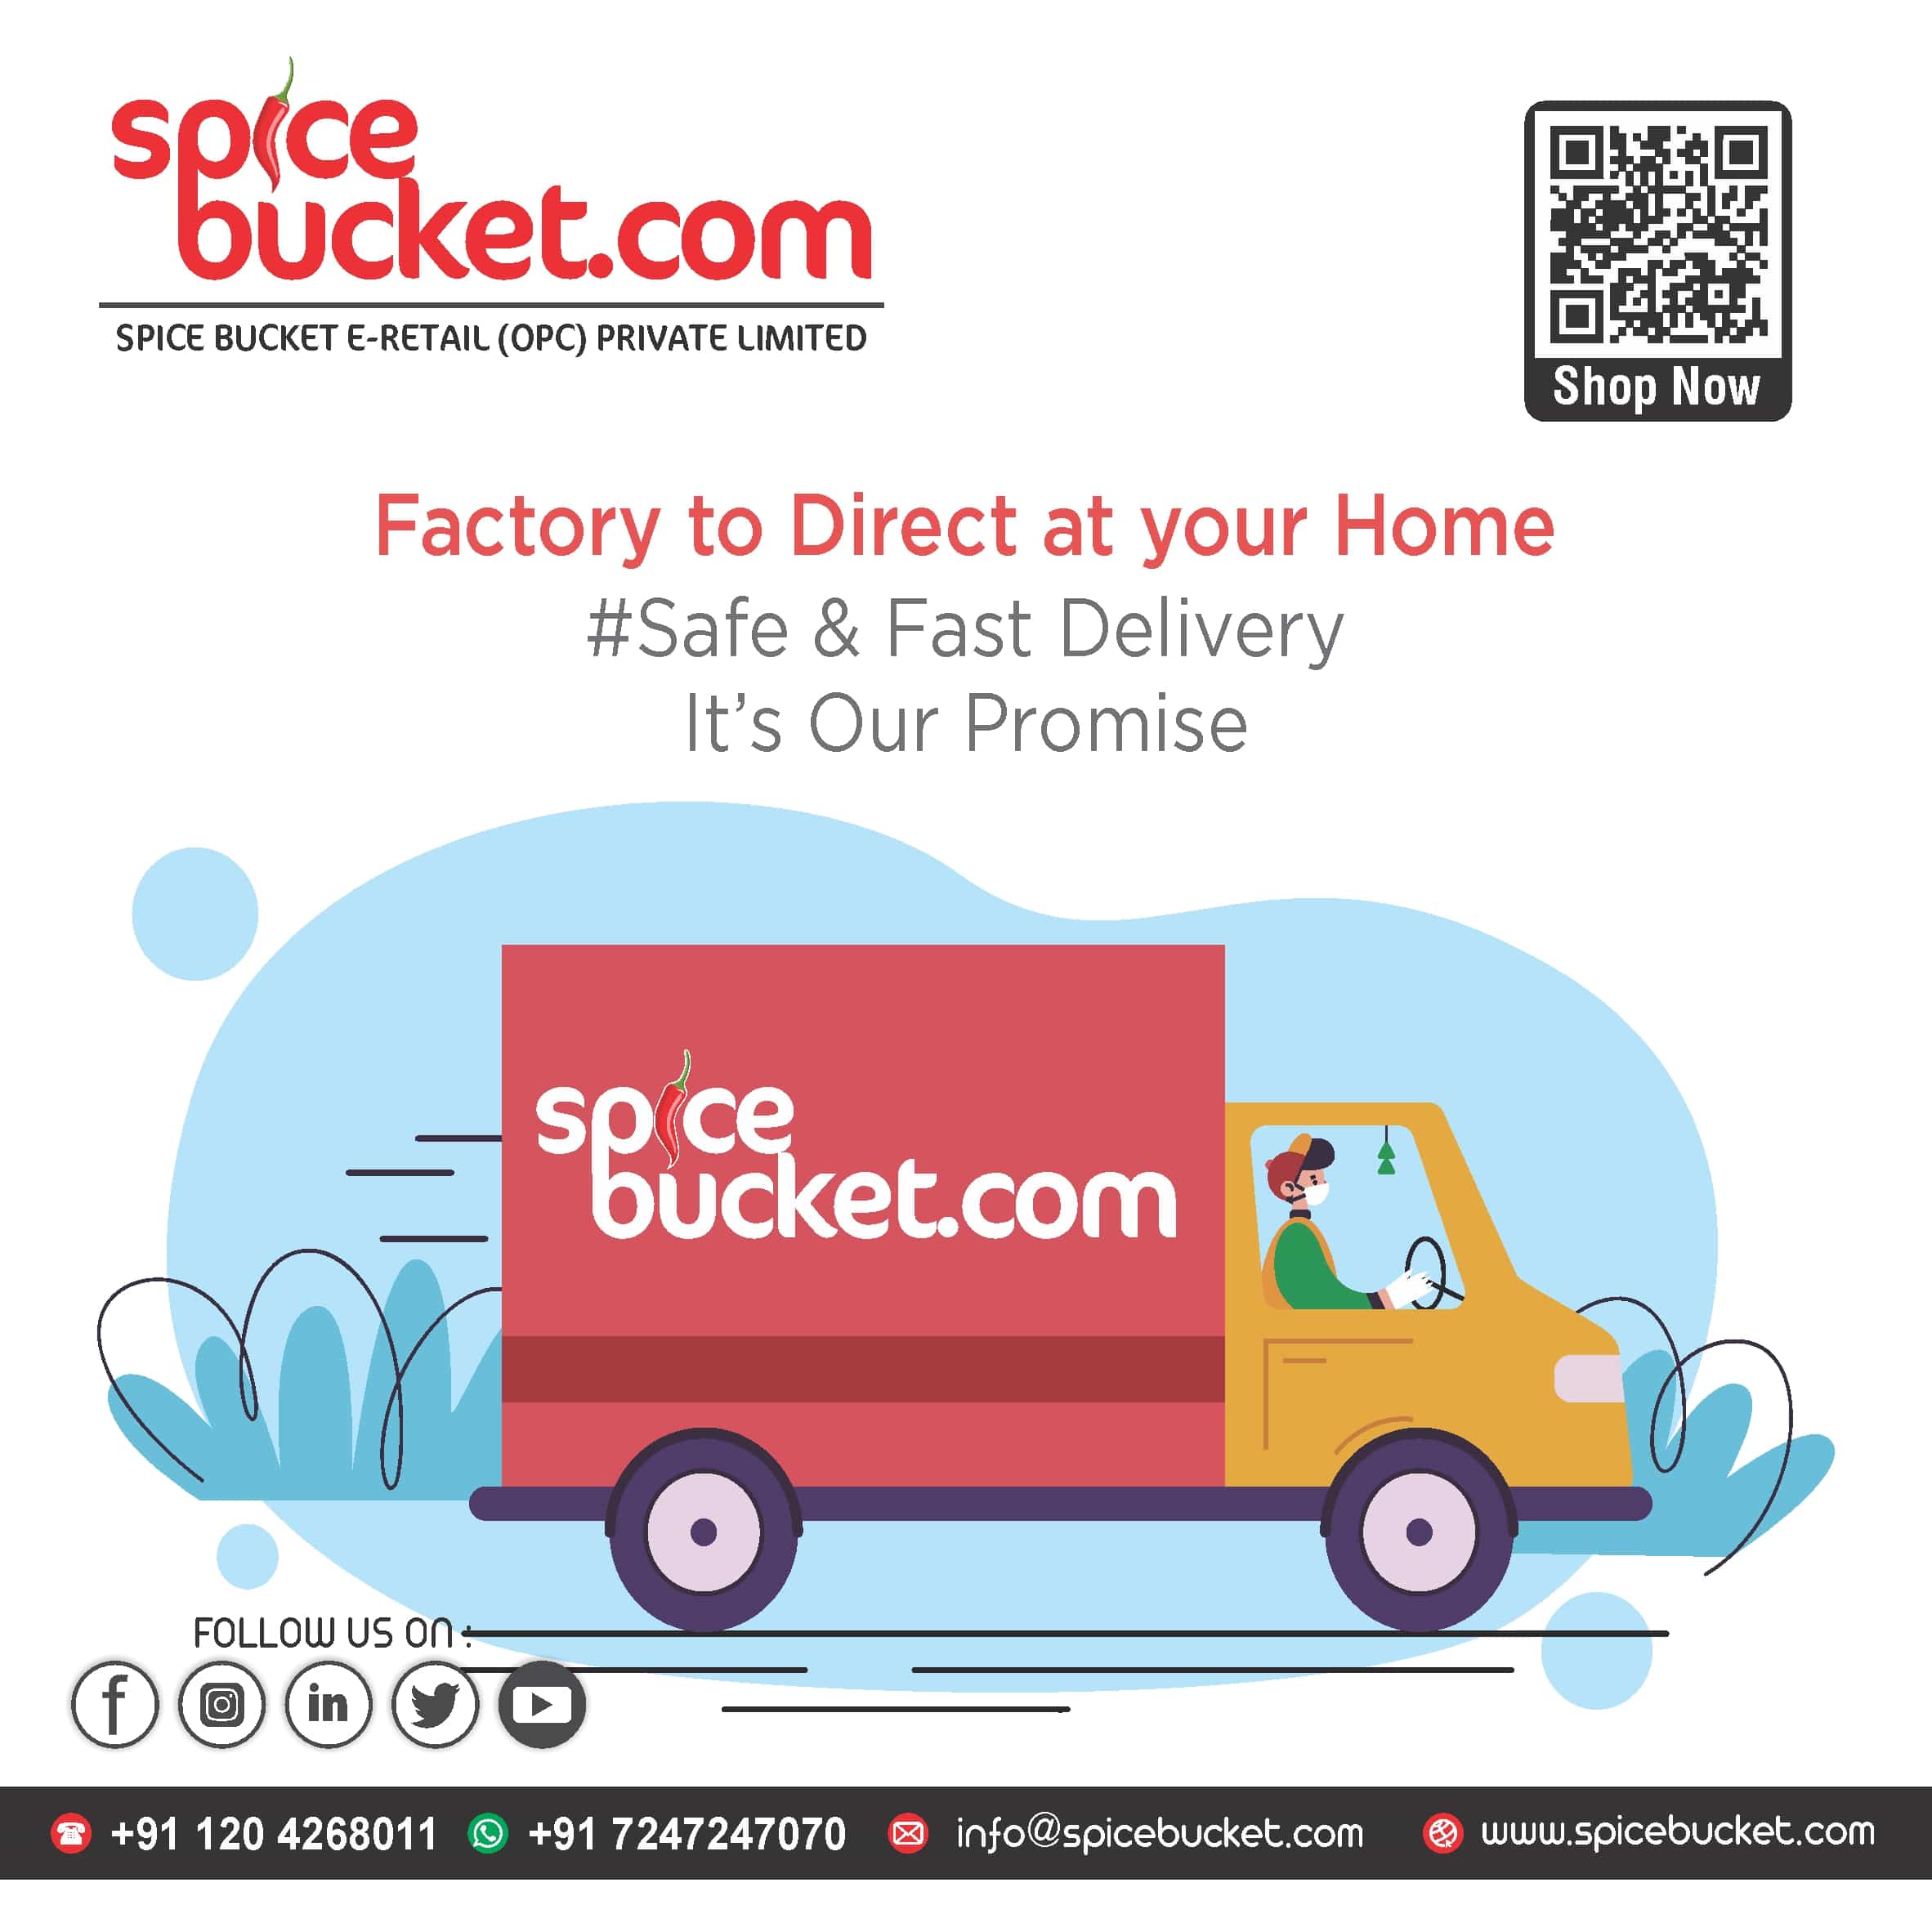 spice
bucket.com
SPICE BUCKET E-RETAIL (OPC) PRIVATE LIMITED
Shop Now
Factory to Direct at your Home
#Safe & Fast Delivery
It's Our Promise
spice
bucket.com
FOLLOW US ON :
+91 120 4268011
+91 7247247070
info@spicebucket.com
www.spicebucket.com